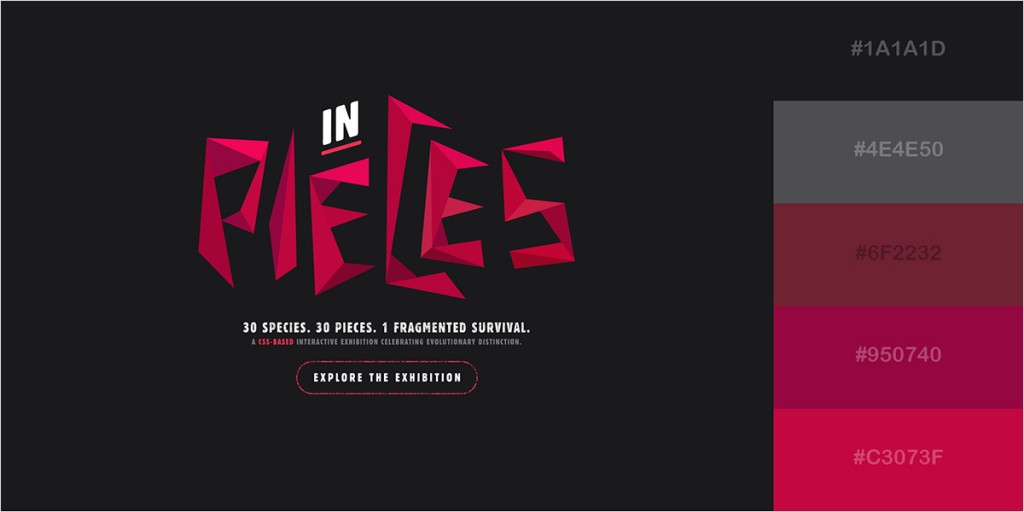 IN
PIECES
30 SPECIES. 30 PIECES. 1 FRAGMENTED SURVIVAL.
A CSS-BASED INTERACTIVE EXHIBITION CELEBRATING EVOLUTIONARY DISTINCTION.
EXPLORE THE EXHIBITION
#1A1A1D
#4E4E50
#6F2232
#950740
#C3073F